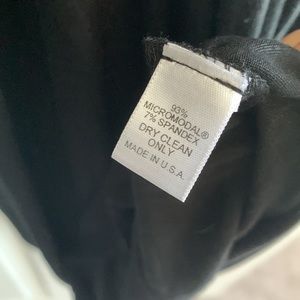 93%
MICROMODAL®
7% SPANDEX
DRY CLEAN
ONLY
MADE IN U.S.A.